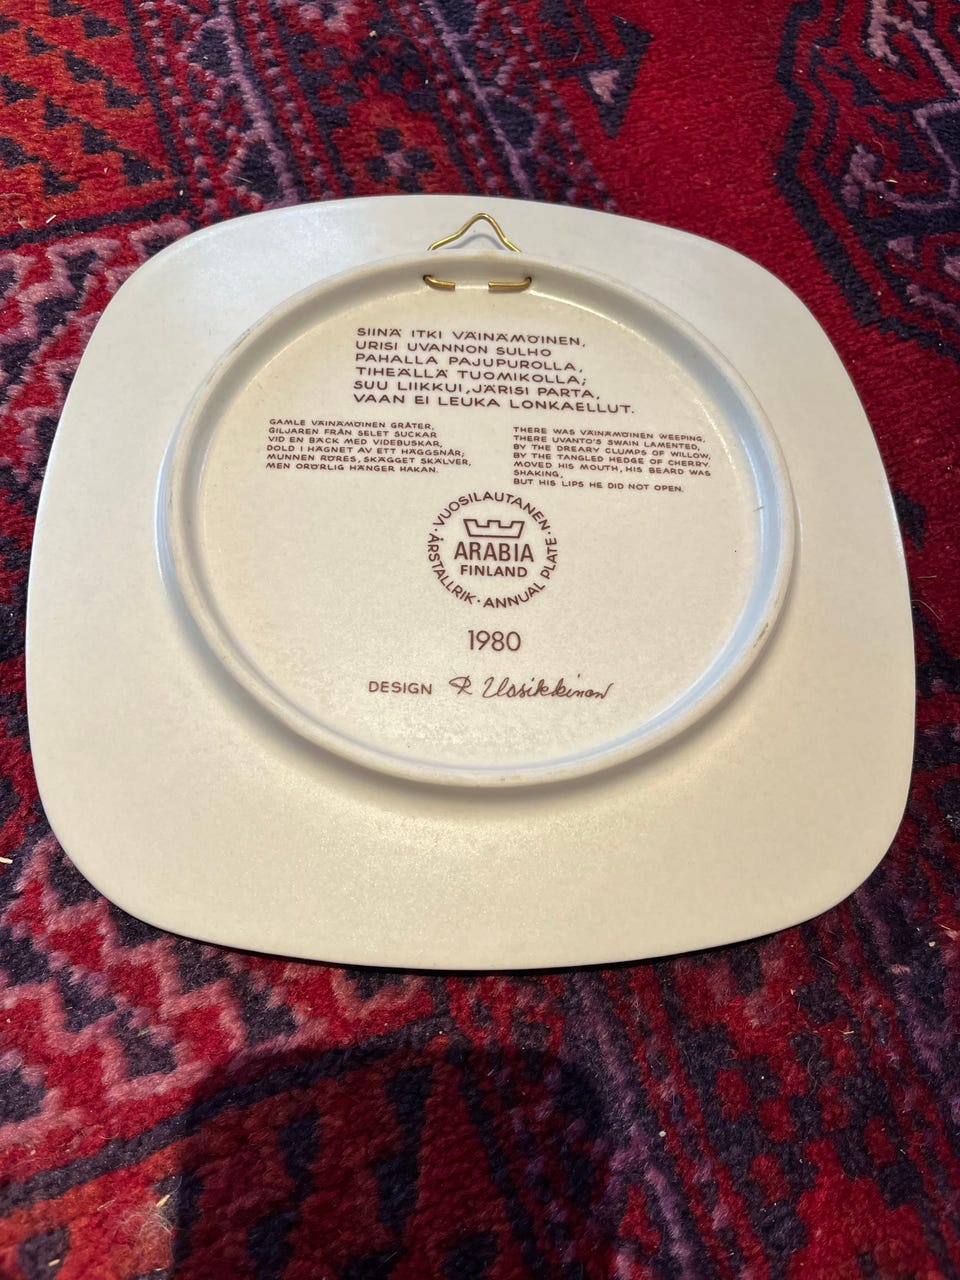 SIINÄ ITKI VÄINÄMÖINEN,
URISI UVANNON SULHO
PAHALLA PAJUPUROLLA,
TIHEÄLLÄ TUOMIKOLLA;
SUU LIIKKUI, JÄRISI PARTA,
VAAN EI LEUKA LONKAELLUT.
GAMLE VÄINÄMÖINEN GRÅTER,
GILJAREN FRÅN SELET SUCKAR
VID EN BÄCK MED VIDEBUSKAR,
DOLD I HÄGNET AV ETT HÄGGSNÅR;
MUNNEN RÖRES, SKÄGGET SKÄLVER,
MEN ORÖRLIG HÄNGER HAKAN.
THERE WAS VÄINÄMÖINEN WEEPING,
THERE UVANTO'S SWAIN LAMENTED,
BY THE DREARY CLUMPS OF WILLOW,
BY THE TANGLED HEDGE OF CHERRY.
MOVED HIS MOUTH, HIS BEARD WAS
SHAKING,
BUT HIS LIPS HE DID NOT OPEN.
· VUOSILAUTANEN · ANNUAL PLATE · ÅRSTALLRIK
ARABIA
FINLAND
1980
DESIGN R Uosikkinen